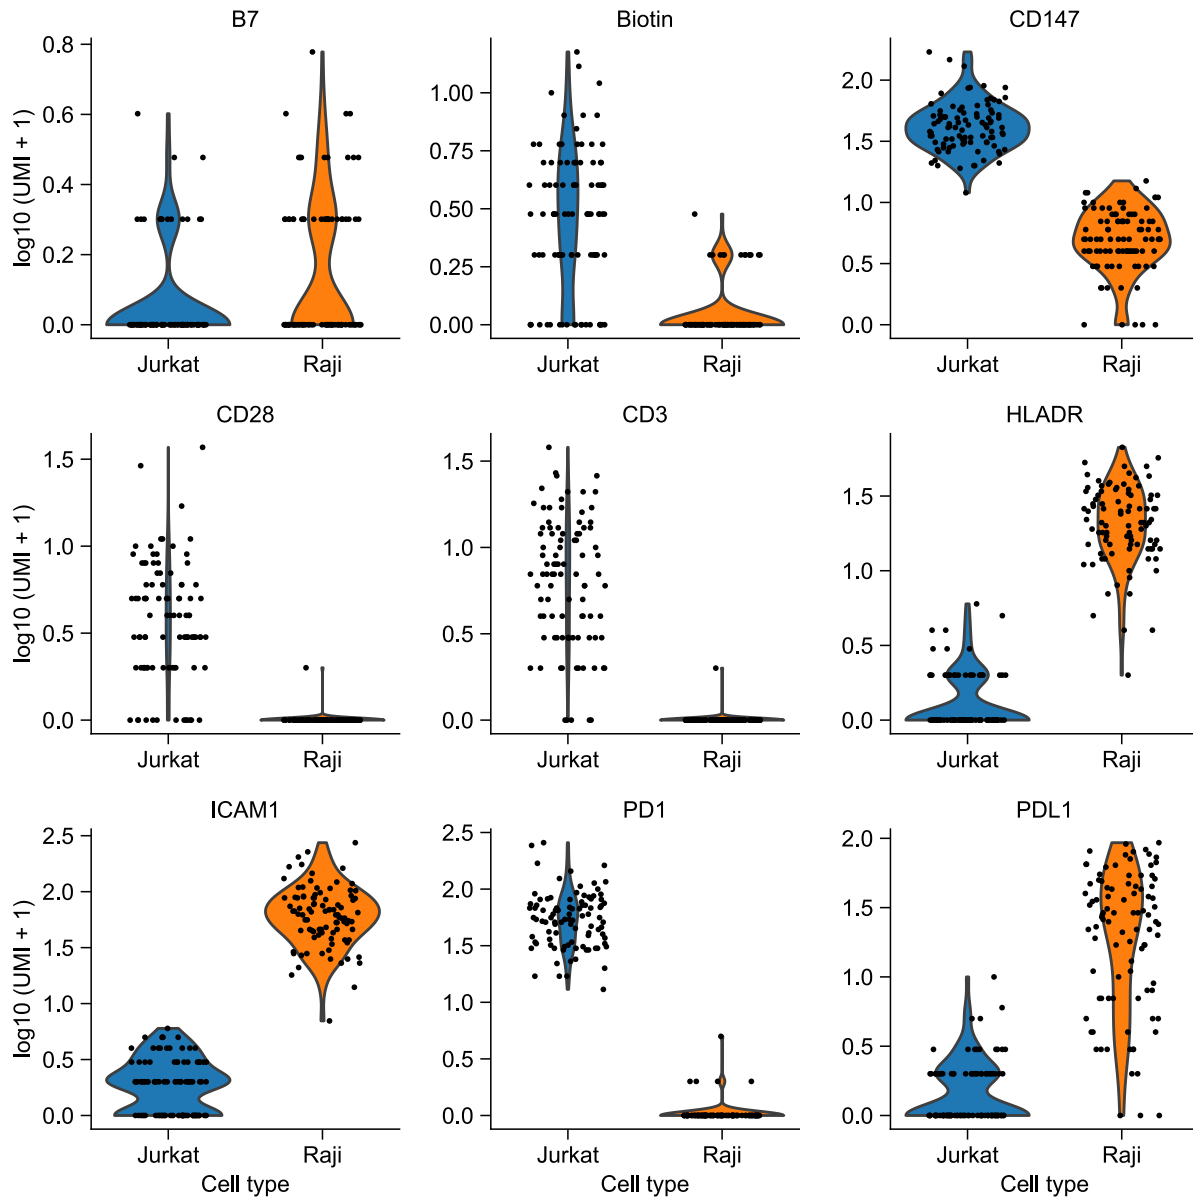 B7
Biotin
CD147
log10 (UMI + 1)
0.8
0.6
0.4
0.2
0.0
Jurkat
Raji
1.00
0.75
0.50
0.25
0.00
Jurkat
Raji
2.0
1.5
1.0
0.5
0.0
Jurkat
Raji
CD28
CD3
HLADR
log10 (UMI + 1)
1.5
1.0
0.5
0.0
Jurkat
Raji
1.5
1.0
0.5
0.0
Jurkat
Raji
1.5
1.0
0.5
0.0
Jurkat
Raji
ICAM1
PD1
PDL1
log10 (UMI + 1)
2.5
2.0
1.5
1.0
0.5
0.0
Jurkat
Raji
Cell type
2.5
2.0
1.5
1.0
0.5
0.0
Jurkat
Raji
Cell type
2.0
1.5
1.0
0.5
0.0
Jurkat
Raji
Cell type